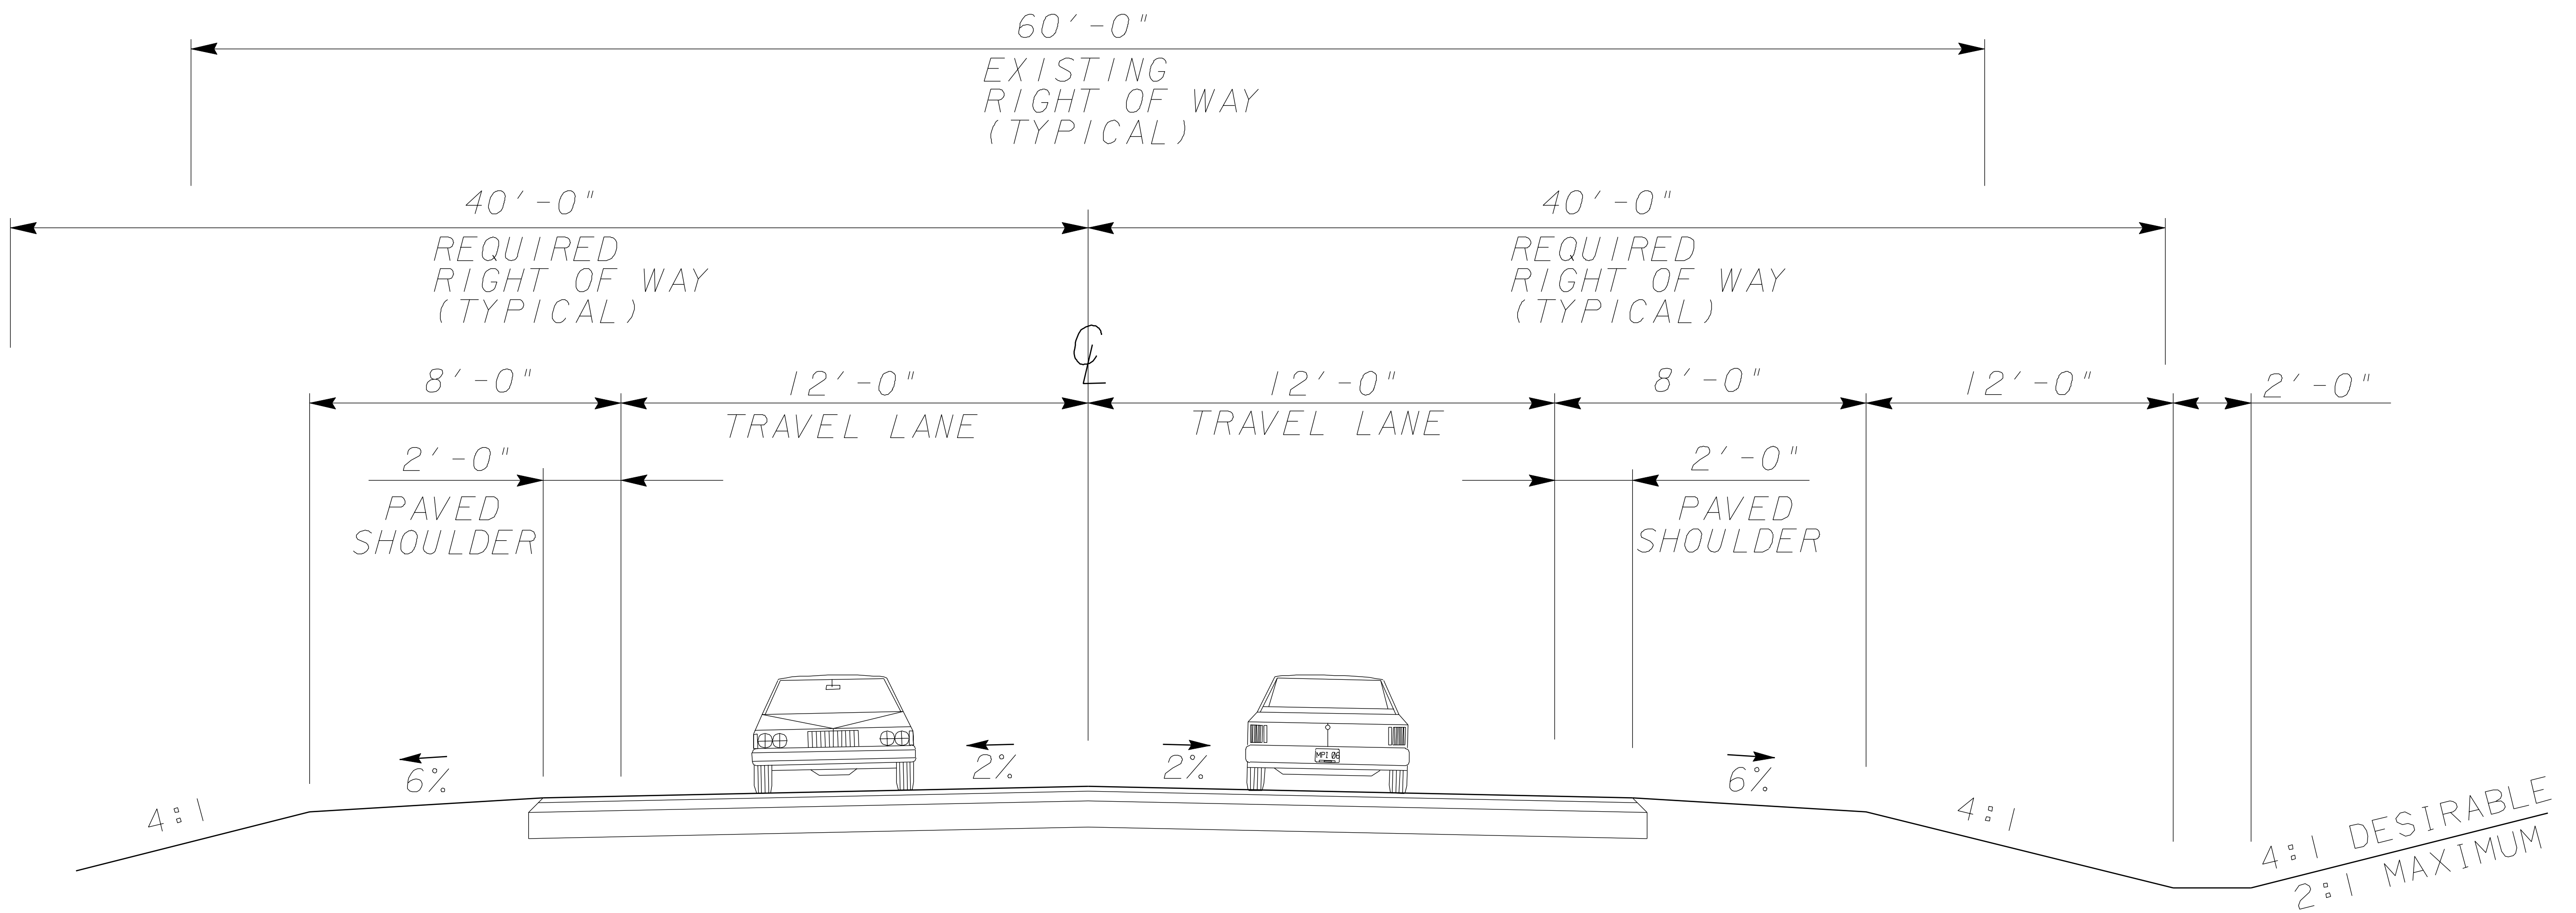 60'-0"
EXISTING
RIGHT OF WAY
(TYPICAL)
40'-0"
REQUIRED
RIGHT OF WAY
(TYPICAL)
40'-0"
REQUIRED
RIGHT OF WAY
(TYPICAL)
CL
8'-0"
12'-0"
TRAVEL LANE
12'-0"
TRAVEL LANE
8'-0"
12'-0"
2'-0"
2'-0"
PAVED
SHOULDER
2'-0"
PAVED
SHOULDER
6%
2%
2%
6%
MPI 06
4:1
4:1
4:1 DESIRABLE
2:1 MAXIMUM